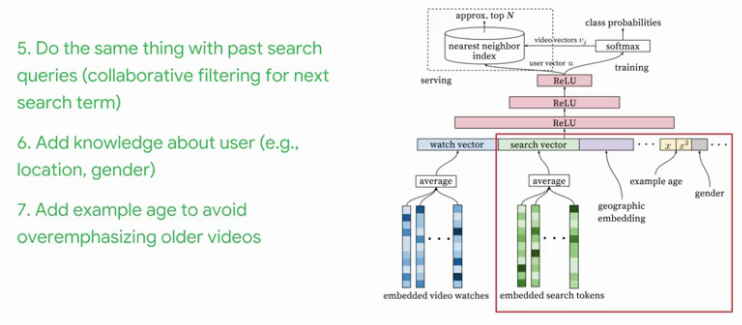 5. Do the same thing with past search
queries (collaborative filtering for next
search term)
6. Add knowledge about user (e.g.,
location, gender)
7. Add example age to avoid
overemphasizing older videos
approx. top N
class probabilities
nearest neighbor
index
video vectors vj
softmax
user vector u
serving
training
ReLU
ReLU
ReLU
watch vector
search vector
x
x²
average
average
example age
gender
geographic
embedding
embedded video watches
embedded search tokens